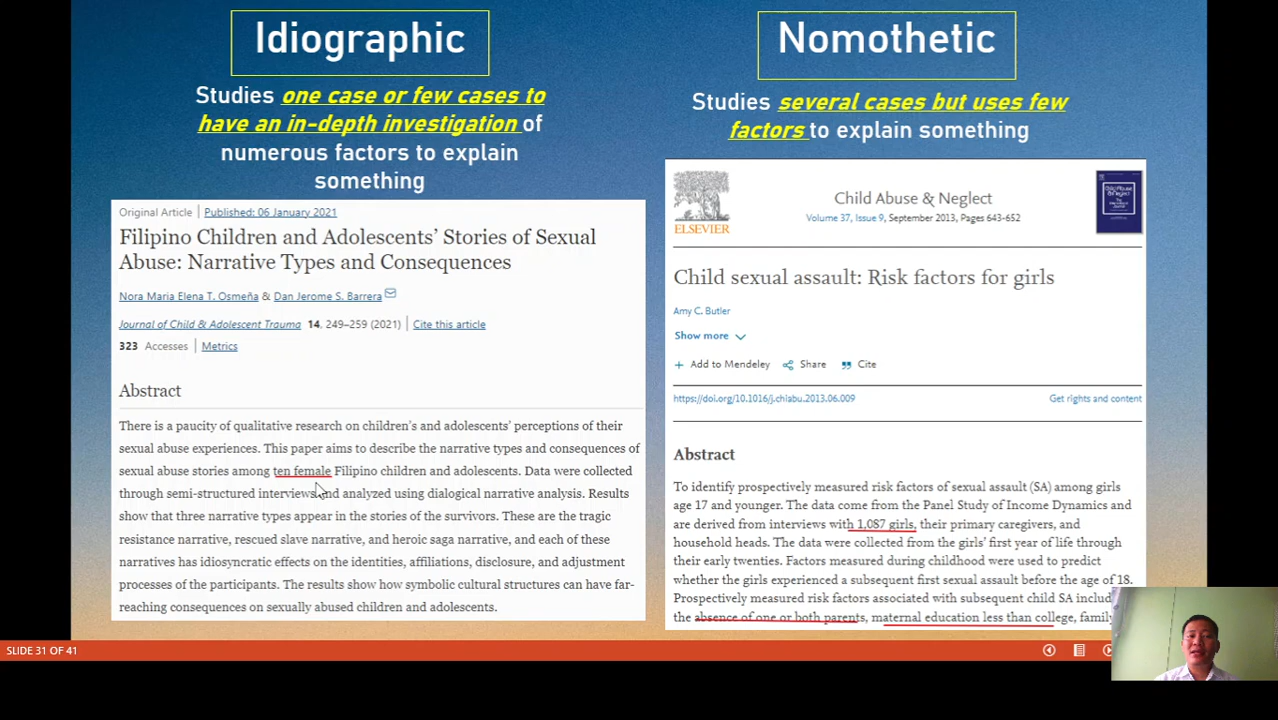 Idiographic
Studies one case or few cases to
have an in-depth investigation of
numerous factors to explain
something
Original Article | Published: 06 January 2021
Filipino Children and Adolescents' Stories of Sexual
Abuse: Narrative Types and Consequences
Nora Maria Elena T. Osmeña & Dan Jerome S. Barrera
Journal of Child & Adolescent Trauma 14, 249–259 (2021) | Cite this article
323 Accesses | Metrics
Abstract
There is a paucity of qualitative research on children's and adolescents' perceptions of their
sexual abuse experiences. This paper aims to describe the narrative types and consequences of
sexual abuse stories among ten female Filipino children and adolescents. Data were collected
through semi-structured interviews and analyzed using dialogical narrative analysis. Results
show that three narrative types appear in the stories of the survivors. These are the tragic
resistance narrative, rescued slave narrative, and heroic saga narrative, and each of these
narratives has idiosyncratic effects on the identities, affiliations, disclosure, and adjustment
processes of the participants. The results show how symbolic cultural structures can have far-
reaching consequences on sexually abused children and adolescents.
Nomothetic
Studies several cases but uses few
factors to explain something
ELSEVIER
Child Abuse & Neglect
Volume 37, Issue 9, September 2013, Pages 643-652
Child sexual assault: Risk factors for girls
Amy C. Butler
Show more
+ Add to Mendeley Share Cite
https://doi.org/10.1016/j.chiabu.2013.06.009 Get rights and content
Abstract
To identify prospectively measured risk factors of sexual assault (SA) among girls
age 17 and younger. The data come from the Panel Study of Income Dynamics and
are derived from interviews with 1,087 girls, their primary caregivers, and
household heads. The data were collected from the girls' first year of life through
their early twenties. Factors measured during childhood were used to predict
whether the girls experienced a subsequent first sexual assault before the age of 18.
Prospectively measured risk factors associated with subsequent child SA includ
the absence of one or both parents, maternal education less than college, family
SLIDE 31 OF 41